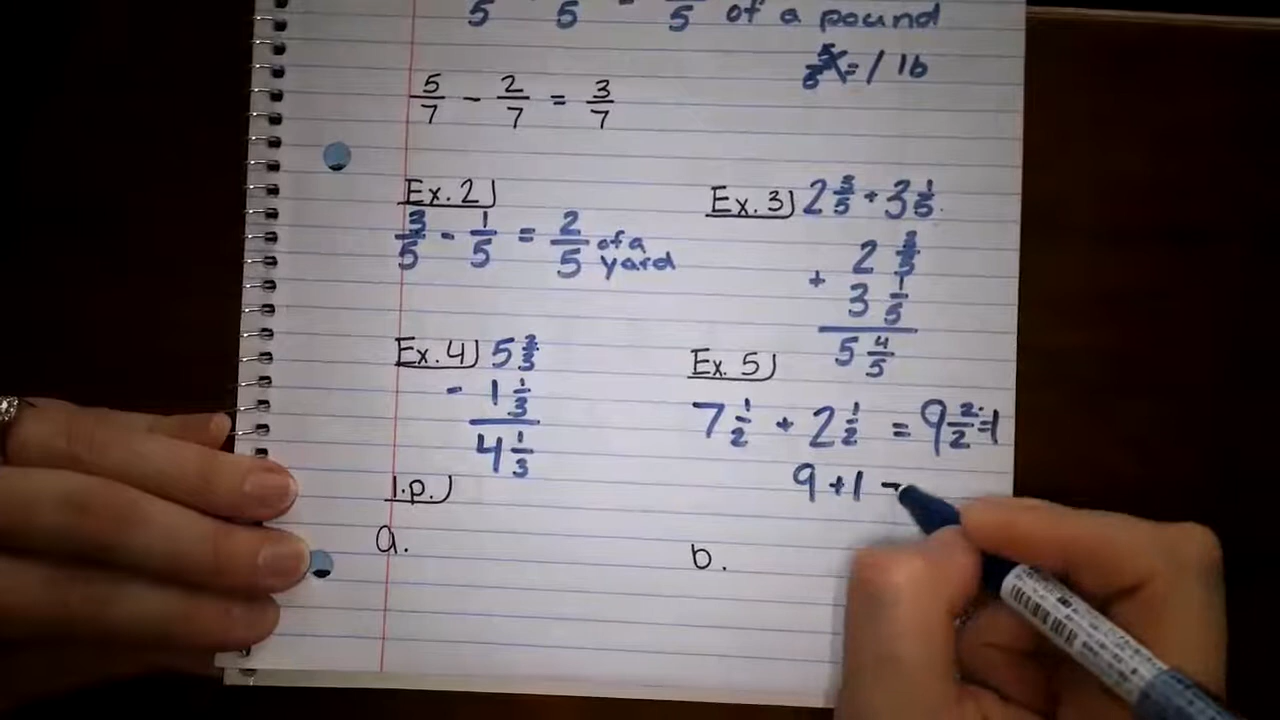 5 5 5 of a pound
= 1 lb
5/7 - 2/7 = 3/7
Ex. 2)
3/5 - 1/5 = 2/5 of a yard
Ex. 3) 2 3/5 + 3 1/5
2 3/5
+ 3 1/5
5 4/5
Ex. 4) 5 2/3
- 1 1/3
4 1/3
Ex. 5)
7 1/2 + 2 1/2 = 9 2/2 = 1
9 + 1
l.p.)
a.
b.